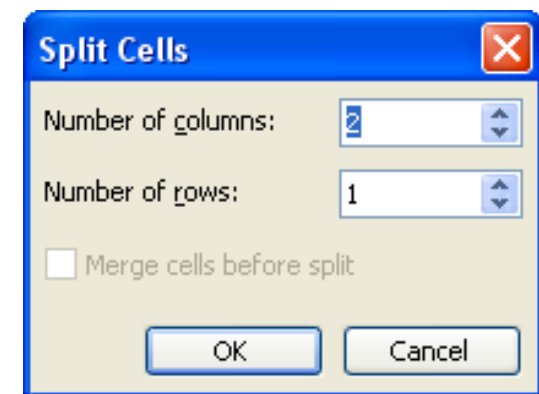 Split Cells
Number of columns: 2
Number of rows: 1
Merge cells before split
OK Cancel